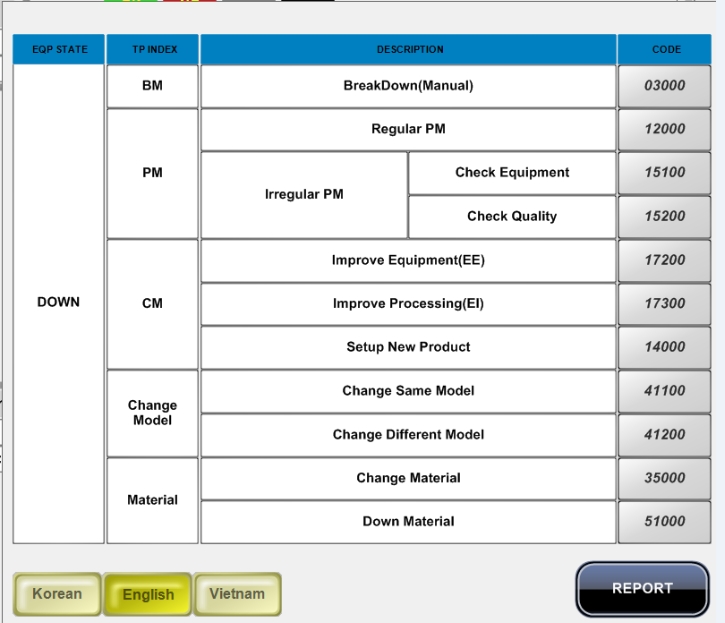 EQP STATE TP INDEX DESCRIPTION CODE
BM BreakDown(Manual) 03000
Regular PM 12000
PM Irregular PM Check Equipment 15100
Check Quality 15200
Improve Equipment(EE) 17200
DOWN CM Improve Processing(EI) 17300
Setup New Product 14000
Change Model Change Same Model 41100
Change Different Model 41200
Material Change Material 35000
Down Material 51000
Korean English Vietnam REPORT